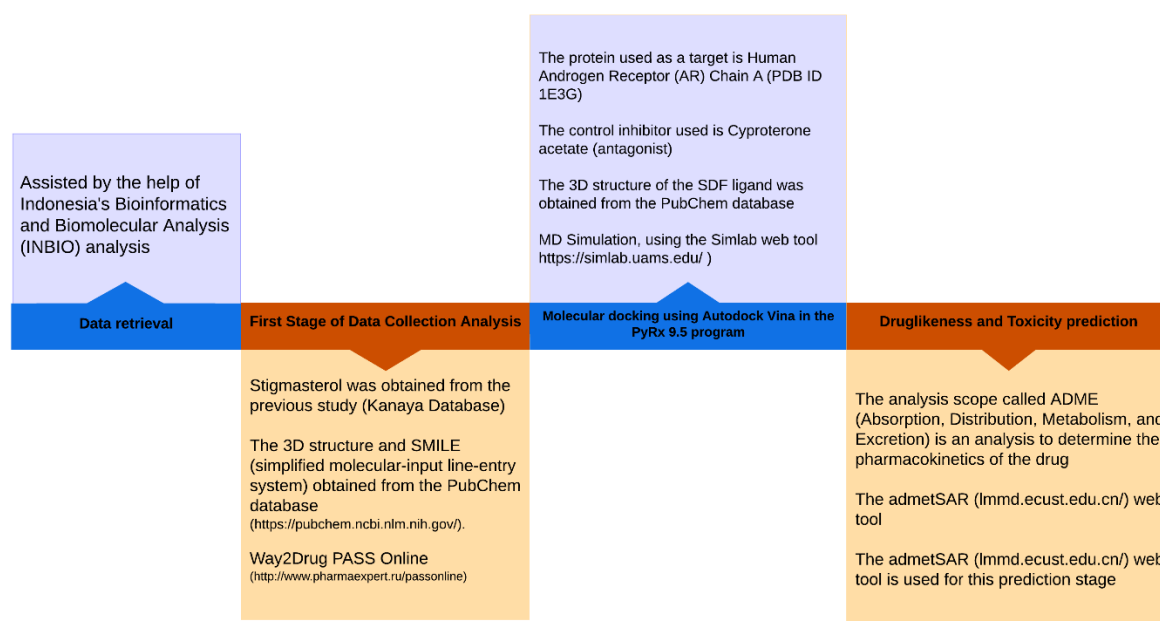 Assisted by the help of
Indonesia's Bioinformatics
and Biomolecular Analysis
(INBIO) analysis
Data retrieval
First Stage of Data Collection Analysis
Stigmasterol was obtained from the
previous study (Kanaya Database)
The 3D structure and SMILE
(simplified molecular-input line-entry
system) obtained from the PubChem
database
(https://pubchem.ncbi.nlm.nih.gov/).
Way2Drug PASS Online
(http://www.pharmaexpert.ru/passonline)
The protein used as a target is Human
Androgen Receptor (AR) Chain A (PDB ID
1E3G)
The control inhibitor used is Cyproterone
acetate (antagonist)
The 3D structure of the SDF ligand was
obtained from the PubChem database
MD Simulation, using the Simlab web tool
https://simlab.uams.edu/ )
Molecular docking using Autodock Vina in the
PyRx 9.5 program
Druglikeness and Toxicity prediction
The analysis scope called ADME
(Absorption, Distribution, Metabolism, and
Excretion) is an analysis to determine the
pharmacokinetics of the drug
The admetSAR (lmmd.ecust.edu.cn/) web
tool
The admetSAR (lmmd.ecust.edu.cn/) web
tool is used for this prediction stage